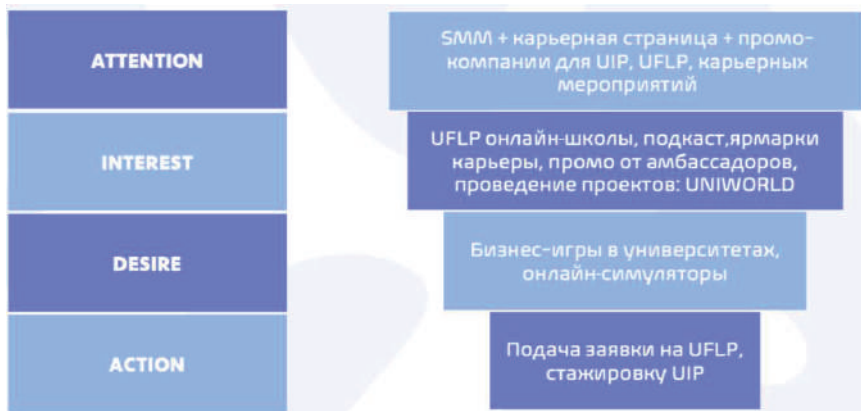 ATTENTION
SMM + карьерная страница + промо-
компании для UIP, UFLP, карьерных
мероприятий
INTEREST
UFLP онлайн-школы, подкаст,ярмарки
карьеры, промо от амбассадоров,
проведение проектов: UNIWORLD
DESIRE
Бизнес-игры в университетах,
онлайн-симуляторы
ACTION
Подача заявки на UFLP,
стажировку UIP